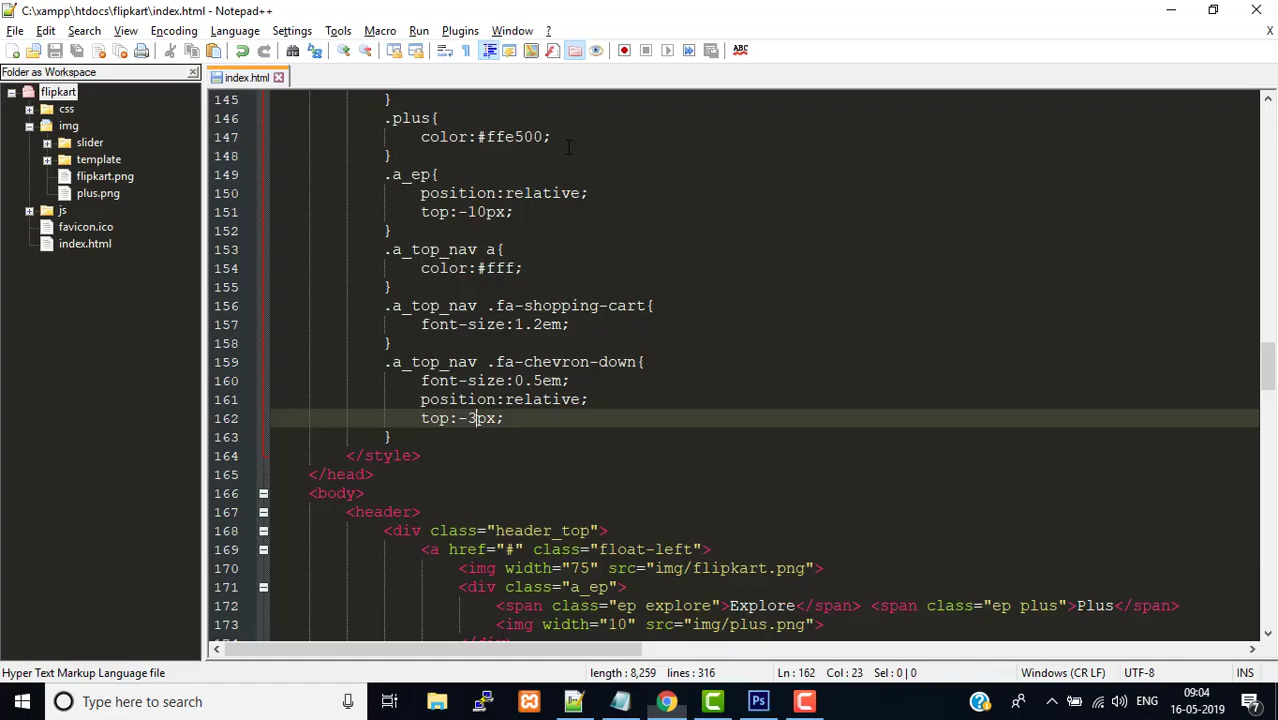 C:\xampp\htdocs\flipkart\index.html - Notepad++
File Edit Search View Encoding Language Settings Tools Macro Run Plugins Window ? X
ABC
Folder as Workspace
index.html
flipkart
css
img
slider
template
flipkart.png
plus.png
js
favicon.ico
index.html
145 }
146 .plus{
147 color:#ffe500;
148 }
149 .a_ep{
150 position:relative;
151 top:-10px;
152 }
153 .a_top_nav a{
154 color:#fff;
155 }
156 .a_top_nav .fa-shopping-cart{
157 font-size:1.2em;
158 }
159 .a_top_nav .fa-chevron-down{
160 font-size:0.5em;
161 position:relative;
162 top:-3px;
163 }
164 </style>
165 </head>
166 <body>
167 <header>
168 <div class="header_top">
169 <a href="#" class="float-left">
170 <img width="75" src="img/flipkart.png">
171 <div class="a_ep">
172 <span class="ep explore">Explore</span> <span class="ep plus">Plus</span>
173 <img width="10" src="img/plus.png">
Hyper Text Markup Language file length : 8,259 lines : 316 Ln : 162 Col : 23 Sel : 0 | 0 Windows (CR LF) UTF-8 INS
Type here to search
ENG
09:04
16-05-2019
7